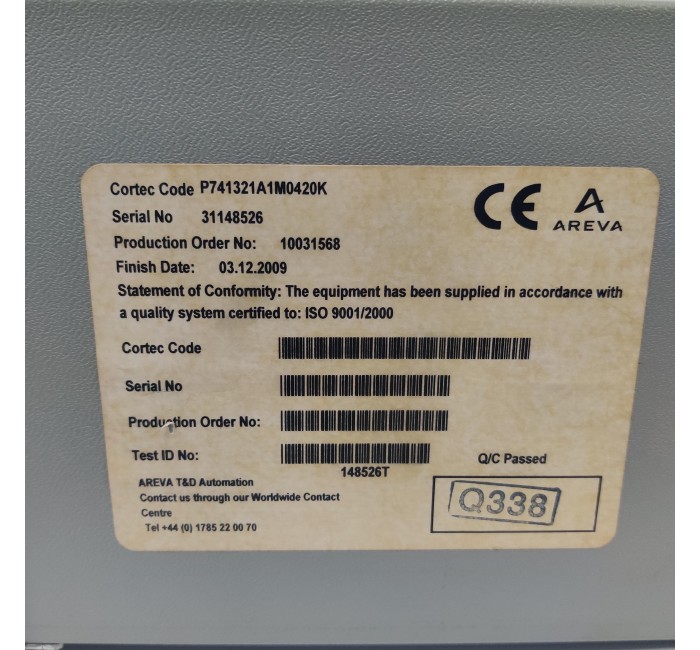 Cortec Code P741321A1M0420K
Serial No 31148526
Production Order No: 10031568
Finish Date: 03.12.2009
CE AREVA
Statement of Conformity: The equipment has been supplied in accordance with
a quality system certified to: ISO 9001/2000
Cortec Code
Serial No
Production Order No:
Test ID No:
148526T
Q/C Passed
AREVA T&D Automation
Contact us through our Worldwide Contact
Centre
Tel +44 (0) 1785 22 00 70
Q338